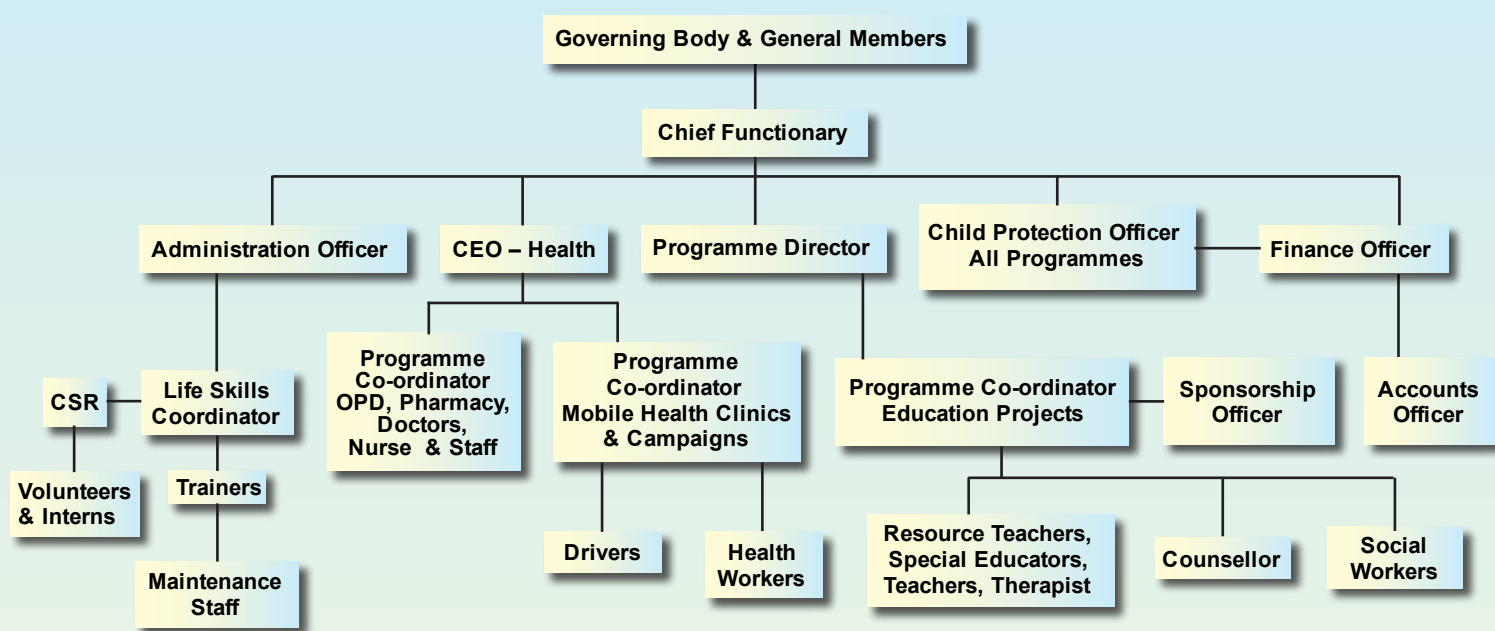 Governing Body & General Members
Chief Functionary
Administration Officer
CEO – Health
Programme Director
Child Protection Officer
All Programmes
Finance Officer
Programme
Co-ordinator
OPD, Pharmacy,
Doctors,
Nurse & Staff
Programme
Co-ordinator
Mobile Health Clinics
& Campaigns
Programme Co-ordinator
Education Projects
Sponsorship
Officer
Accounts
Officer
CSR
Life Skills
Coordinator
Volunteers
& Interns
Trainers
Maintenance
Staff
Drivers
Health
Workers
Resource Teachers,
Special Educators,
Teachers, Therapist
Counsellor
Social
Workers